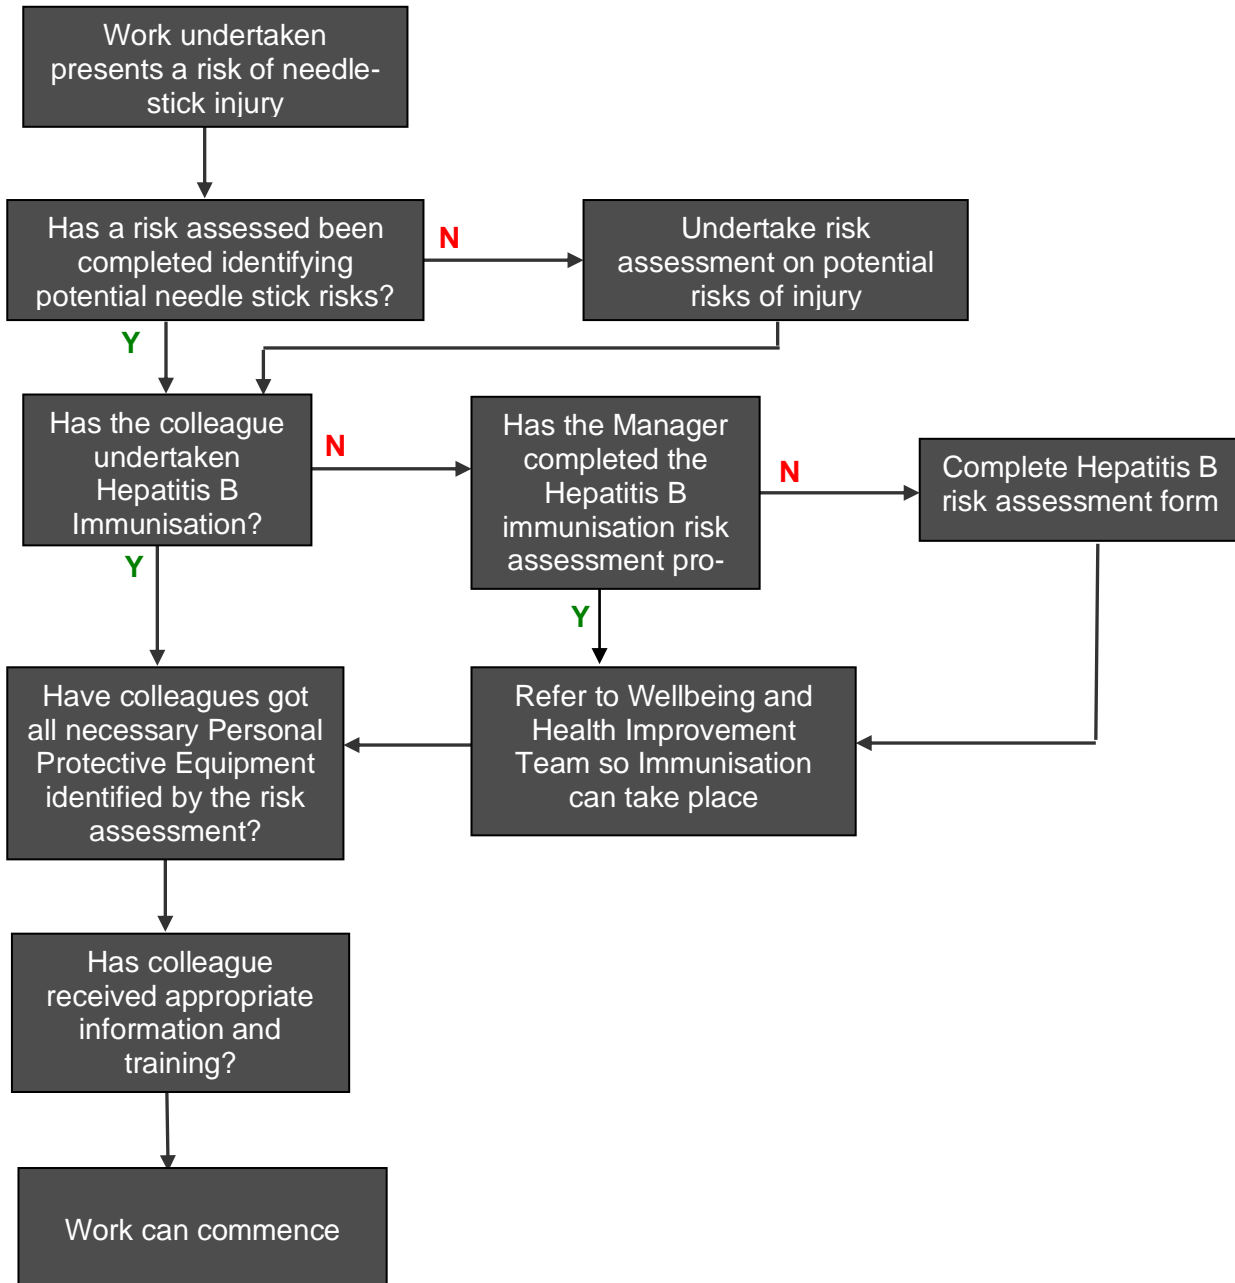 Work undertaken
presents a risk of needle-
stick injury
Has a risk assessed been
completed identifying
potential needle stick risks?
N
Undertake risk
assessment on potential
risks of injury
Y
Has the colleague
undertaken
Hepatitis B
Immunisation?
N
Has the Manager
completed the
Hepatitis B
immunisation risk
assessment pro-
N
Complete Hepatitis B
risk assessment form
Y
Y
Have colleagues got
all necessary Personal
Protective Equipment
identified by the risk
assessment?
Refer to Wellbeing and
Health Improvement
Team so Immunisation
can take place
Has colleague
received appropriate
information and
training?
Work can commence